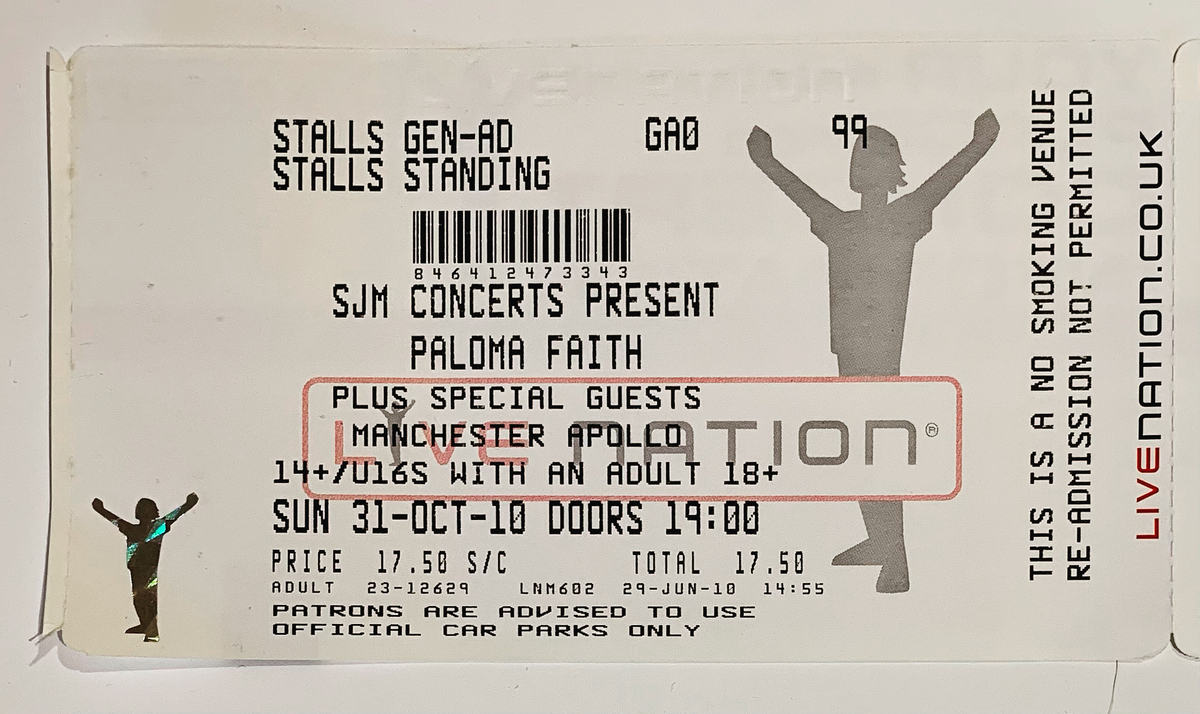 STALLS GEN-AD GA0 99
STALLS STANDING
846412473343
SJM CONCERTS PRESENT
PALOMA FAITH
PLUS SPECIAL GUESTS
MANCHESTER APOLLO
LIVE NATION®
14+/U16S WITH AN ADULT 18+
SUN 31-OCT-10 DOORS 19:00
PRICE 17.50 S/C TOTAL 17.50
ADULT 23-12629 LNM602 29-JUN-10 14:55
PATRONS ARE ADVISED TO USE
OFFICIAL CAR PARKS ONLY
THIS IS A NO SMOKING VENUE
RE-ADMISSION NOT PERMITTED
LIVENATION.CO.UK